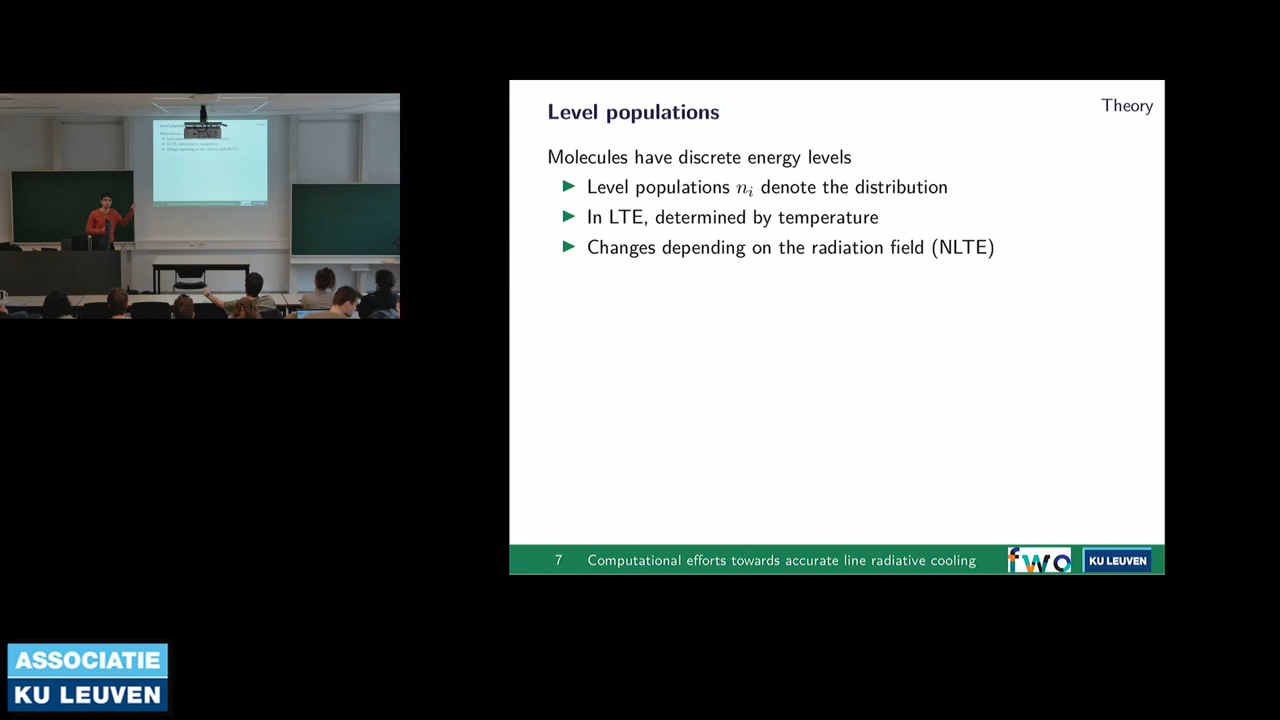 Level populations
Theory
Molecules have discrete energy levels
▶ Level populations nᵢ denote the distribution
▶ In LTE, determined by temperature
▶ Changes depending on the radiation field (NLTE)
7 Computational efforts towards accurate line radiative cooling
fwo
KU LEUVEN
ASSOCIATIE
KU LEUVEN